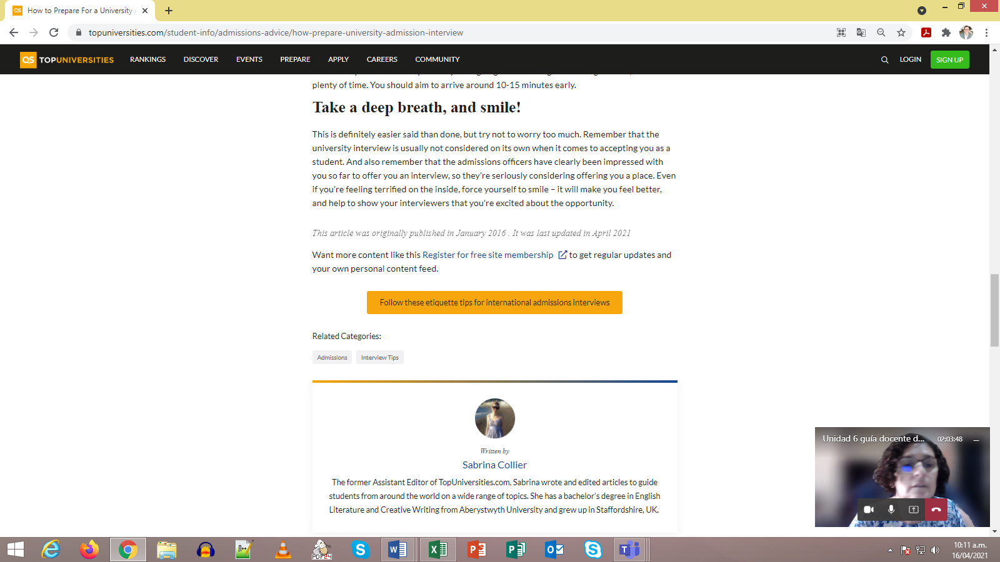 How to Prepare For a University
topuniversities.com/student-info/admissions-advice/how-prepare-university-admission-interview
QS TOPUNIVERSITIES RANKINGS DISCOVER EVENTS PREPARE APPLY CAREERS COMMUNITY LOGIN SIGN UP
plenty of time. You should aim to arrive around 10-15 minutes early.
Take a deep breath, and smile!
This is definitely easier said than done, but try not to worry too much. Remember that the
university interview is usually not considered on its own when it comes to accepting you as a
student. And also remember that the admissions officers have clearly been impressed with
you so far to offer you an interview, so they're seriously considering offering you a place. Even
if you're feeling terrified on the inside, force yourself to smile – it will make you feel better,
and help to show your interviewers that you're excited about the opportunity.
This article was originally published in January 2016 . It was last updated in April 2021
Want more content like this Register for free site membership to get regular updates and
your own personal content feed.
Follow these etiquette tips for international admissions interviews
Related Categories:
Admissions Interview Tips
Written by
Sabrina Collier
The former Assistant Editor of TopUniversities.com, Sabrina wrote and edited articles to guide
students from around the world on a wide range of topics. She has a bachelor's degree in English
Literature and Creative Writing from Aberystwyth University and grew up in Staffordshire, UK.
Unidad 6 guía docente d... 02:03:48
PDF24
10:11 a.m.
16/04/2021